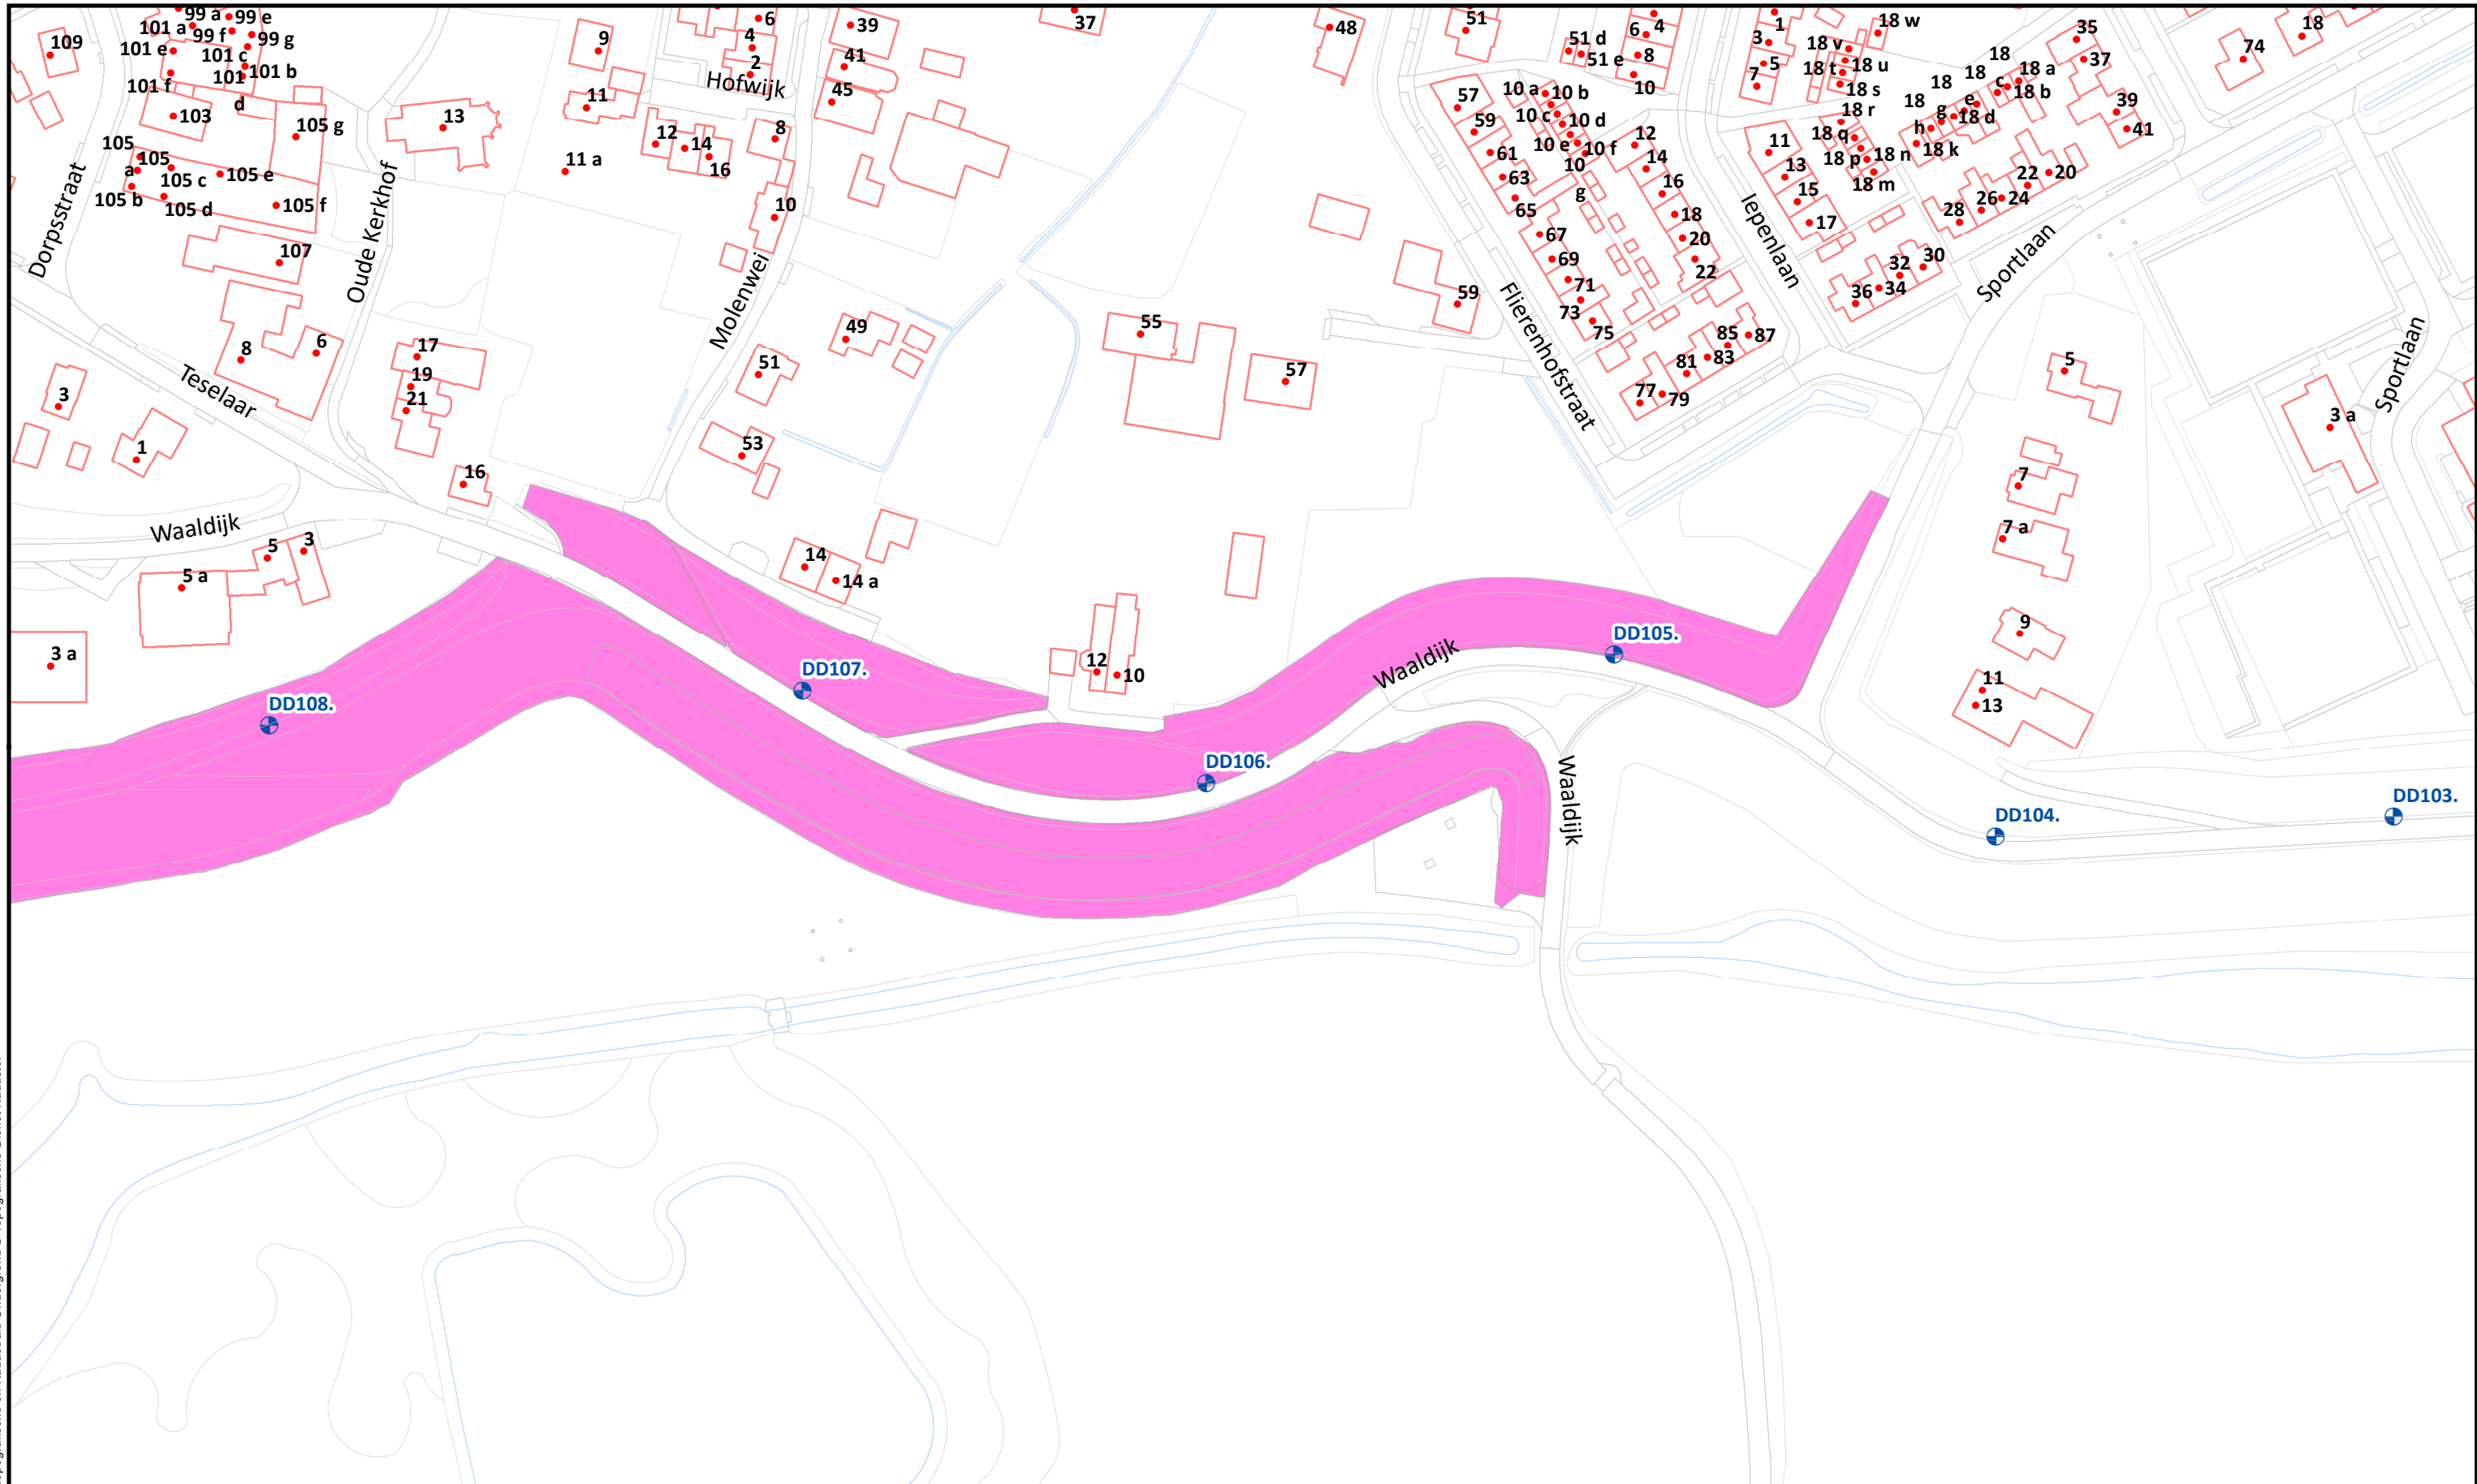 99 a
99 e
101 a
99 f
99 g
109
101 e
101 c
101 b
101 f
101
d
103
105 g
13
105
105
a
105 c
105 e
105 b
105 d
105 f
107
Dorpsstraat
Oude Kerkhof
9
11
11 a
6
4
2
Hofwijk
12
14
16
8
10
39
41
45
37
48
51
51 d
51 e
6
4
8
10
57
59
61
63
65
67
69
71
73
75
10 a
10 b
10 c
10 d
10 e
10 f
10
g
12
14
16
18
20
22
1
3
5
7
18 w
18 v
18 u
18 t
18 s
18 r
18 q
18 p
18 n
18 m
18
h
18 k
18
g
18
e
18 d
18
c
18 a
18 b
35
37
39
41
74
18
11
13
15
17
Iepenlaan
28
26
24
22
20
36
34
32
30
Sportlaan
Sportlaan
8
6
3
1
Teselaar
17
19
21
16
Molenwei
49
51
53
55
57
59
Flierenhofstraat
77
79
81
83
85
87
5
3 a
7
7 a
9
11
13
Waaldijk
5
3
5 a
3 a
14
14 a
12
10
Waaldijk
Waaldijk
DD108.
DD107.
DD106.
DD105.
DD104.
DD103.